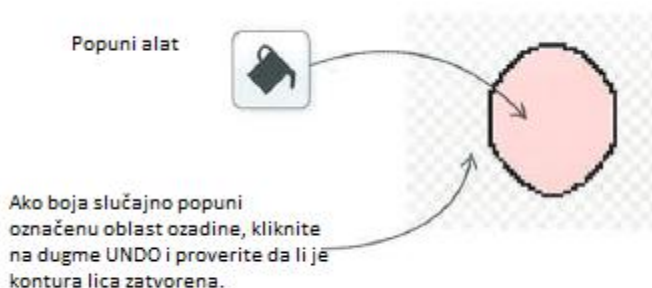 Popuni alat
Ako boja slučajno popuni
označenu oblast ozadine, kliknite
na dugme UNDO i proverite da li je
kontura lica zatvorena.